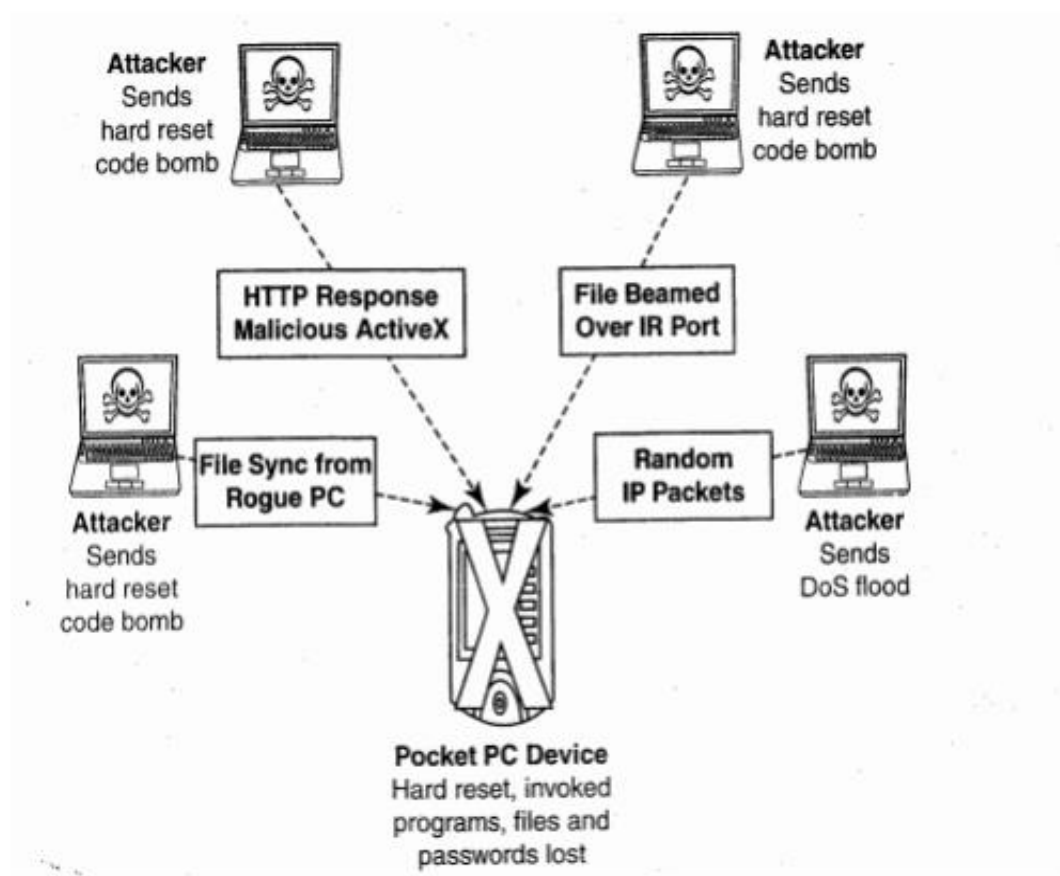 Attacker
Sends
hard reset
code bomb
Attacker
Sends
hard reset
code bomb
HTTP Response
Malicious ActiveX
File Beamed
Over IR Port
File Sync from
Rogue PC
Random
IP Packets
Attacker
Sends
hard reset
code bomb
Attacker
Sends
DoS flood
Pocket PC Device
Hard reset, invoked
programs, files and
passwords lost